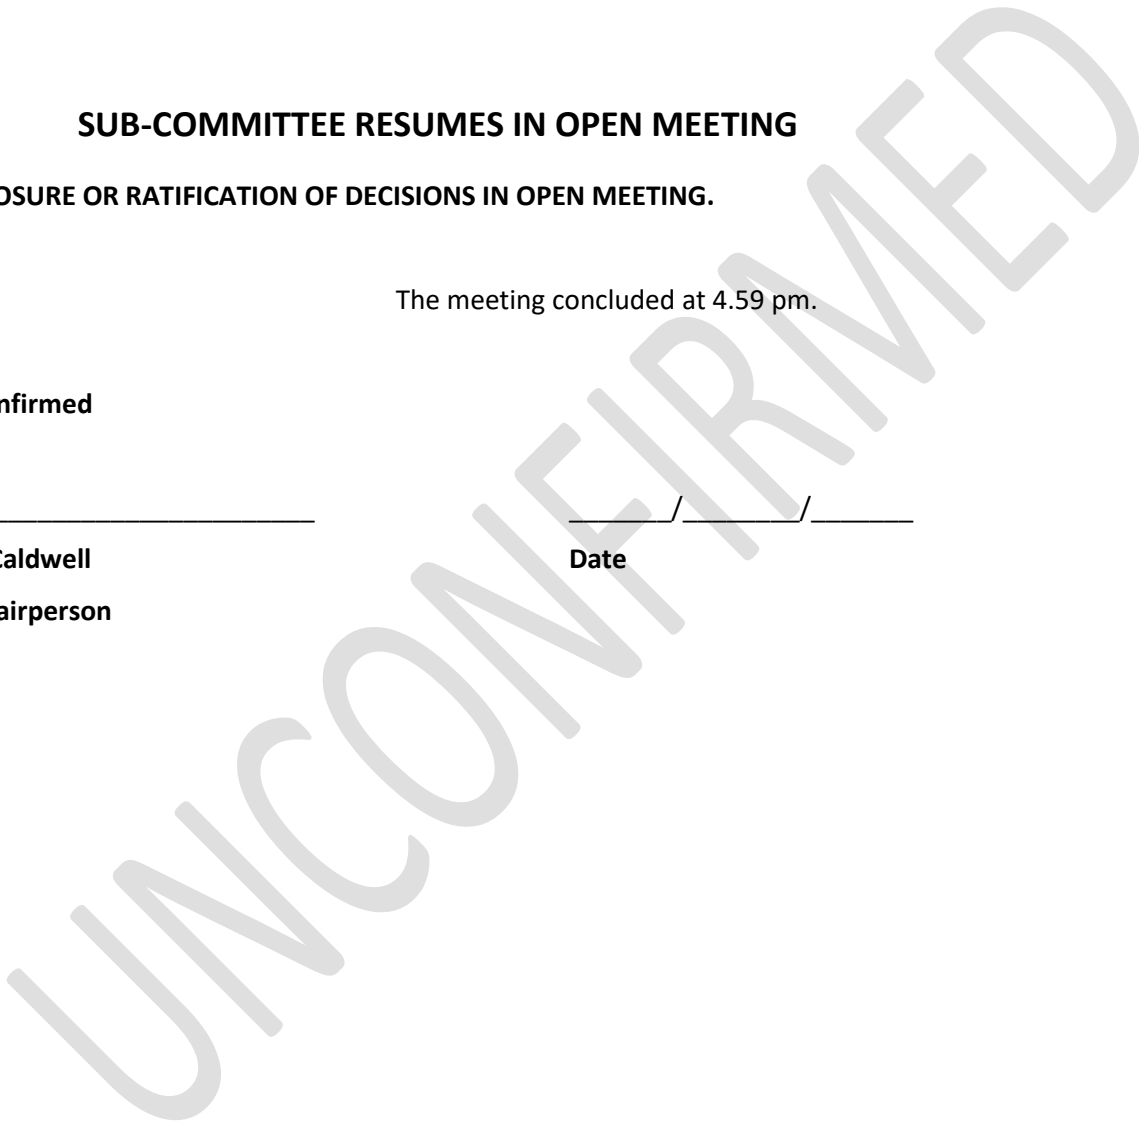 SUB-COMMITTEE RESUMES IN OPEN MEETING
OSURE OR RATIFICATION OF DECISIONS IN OPEN MEETING.
The meeting concluded at 4.59 pm.
nfirmed
_______________________ _______/________/_______
Caldwell Date
airperson
UNCONFIRMED